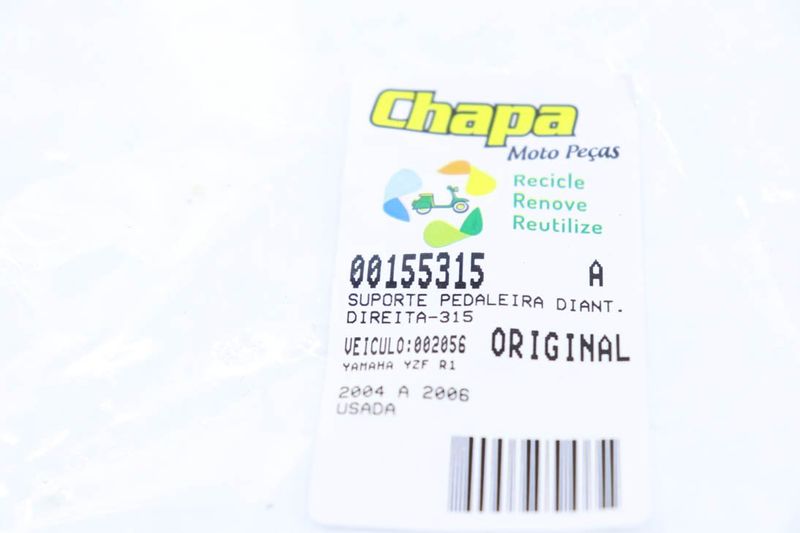 Chapa
Moto Peças
Recicle
Renove
Reutilize
00155315 A
SUPORTE PEDALEIRA DIANT.
DIREITA-315
VEICULO:002056 ORIGINAL
YAMAHA YZF R1
2004 A 2006
USADA